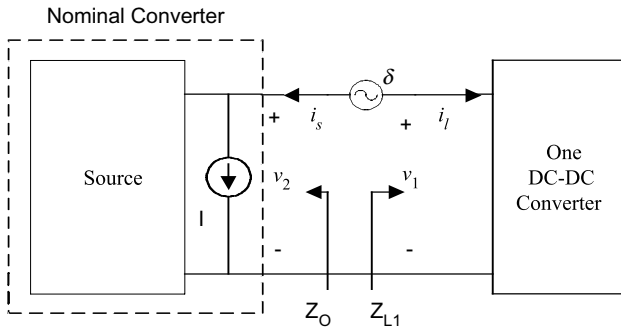 Nominal Converter
δ
+
i_s
+
i_l
Source
v_2
v_1
One
DC-DC
Converter
I
-
-
Z_O
Z_L1